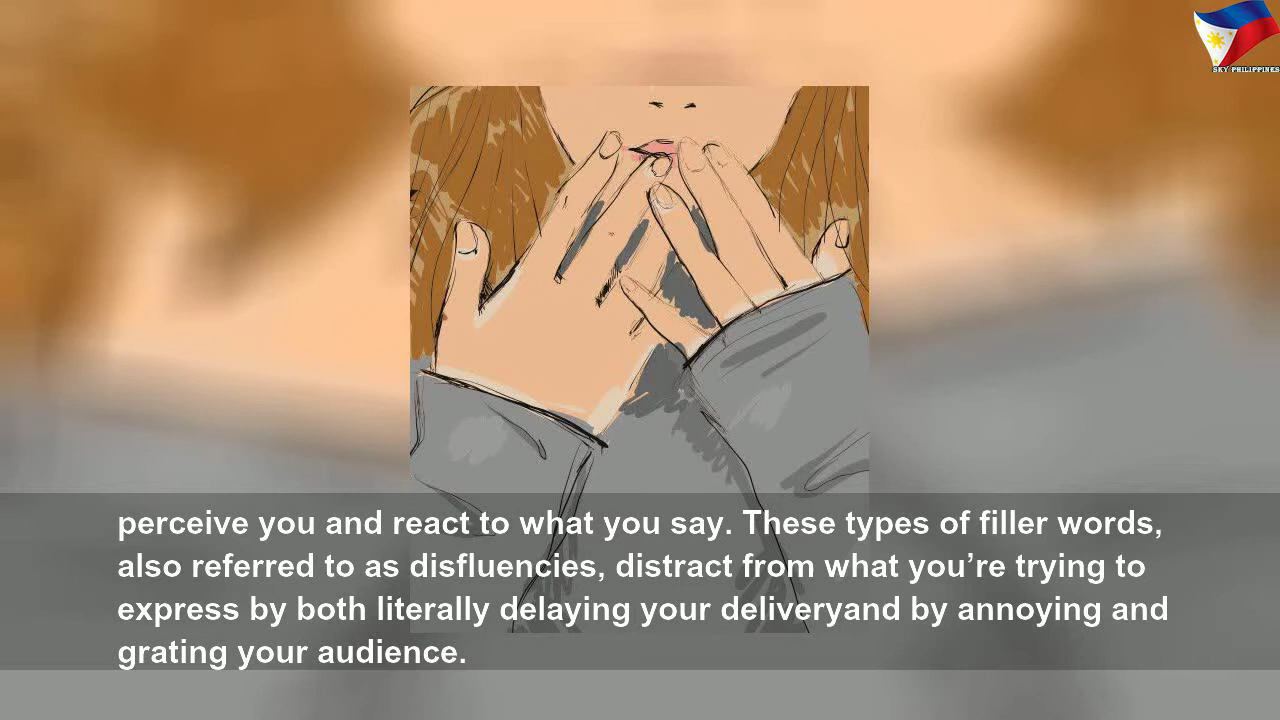 SKY PHILIPPINES
perceive you and react to what you say. These types of filler words,
also referred to as disfluencies, distract from what you’re trying to
express by both literally delaying your deliveryand by annoying and
grating your audience.